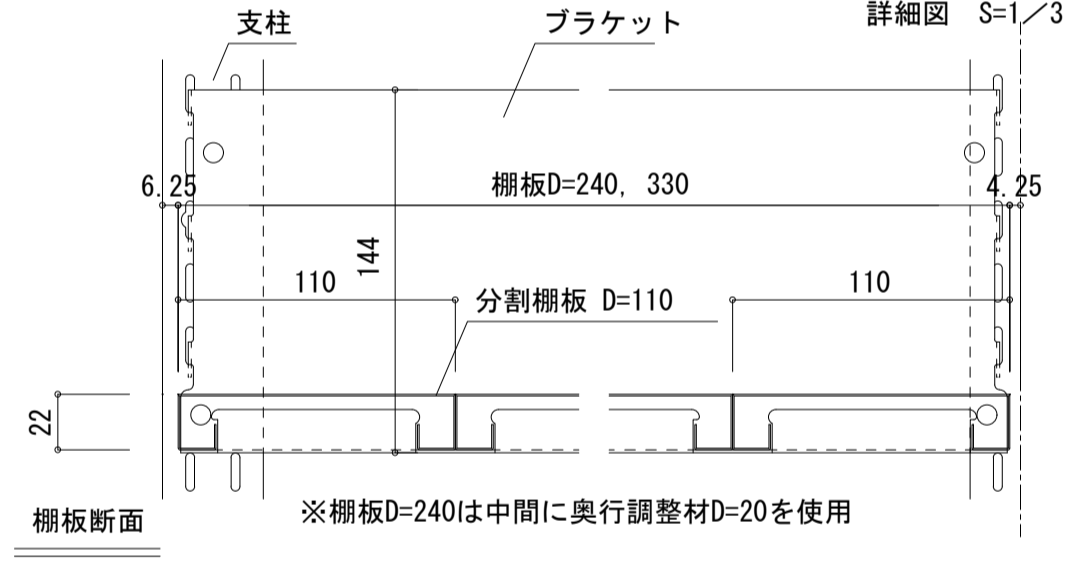 詳細図 S=1／3
支柱
ブラケット
6.25
棚板D=240, 330
4.25
144
110
110
分割棚板 D=110
22
※棚板D=240は中間に奥行調整材D=20を使用
棚板断面